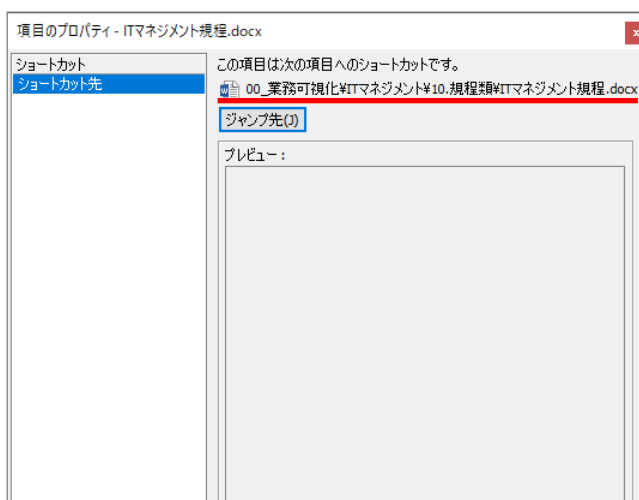 項目のプロパティ - ITマネジメント規程.docx
x
ショートカット
ショートカット先
この項目は次の項目へのショートカットです。
00_業務可視化¥ITマネジメント¥10.規程類¥ITマネジメント規程.docx
ジャンプ先(J)
プレビュー：